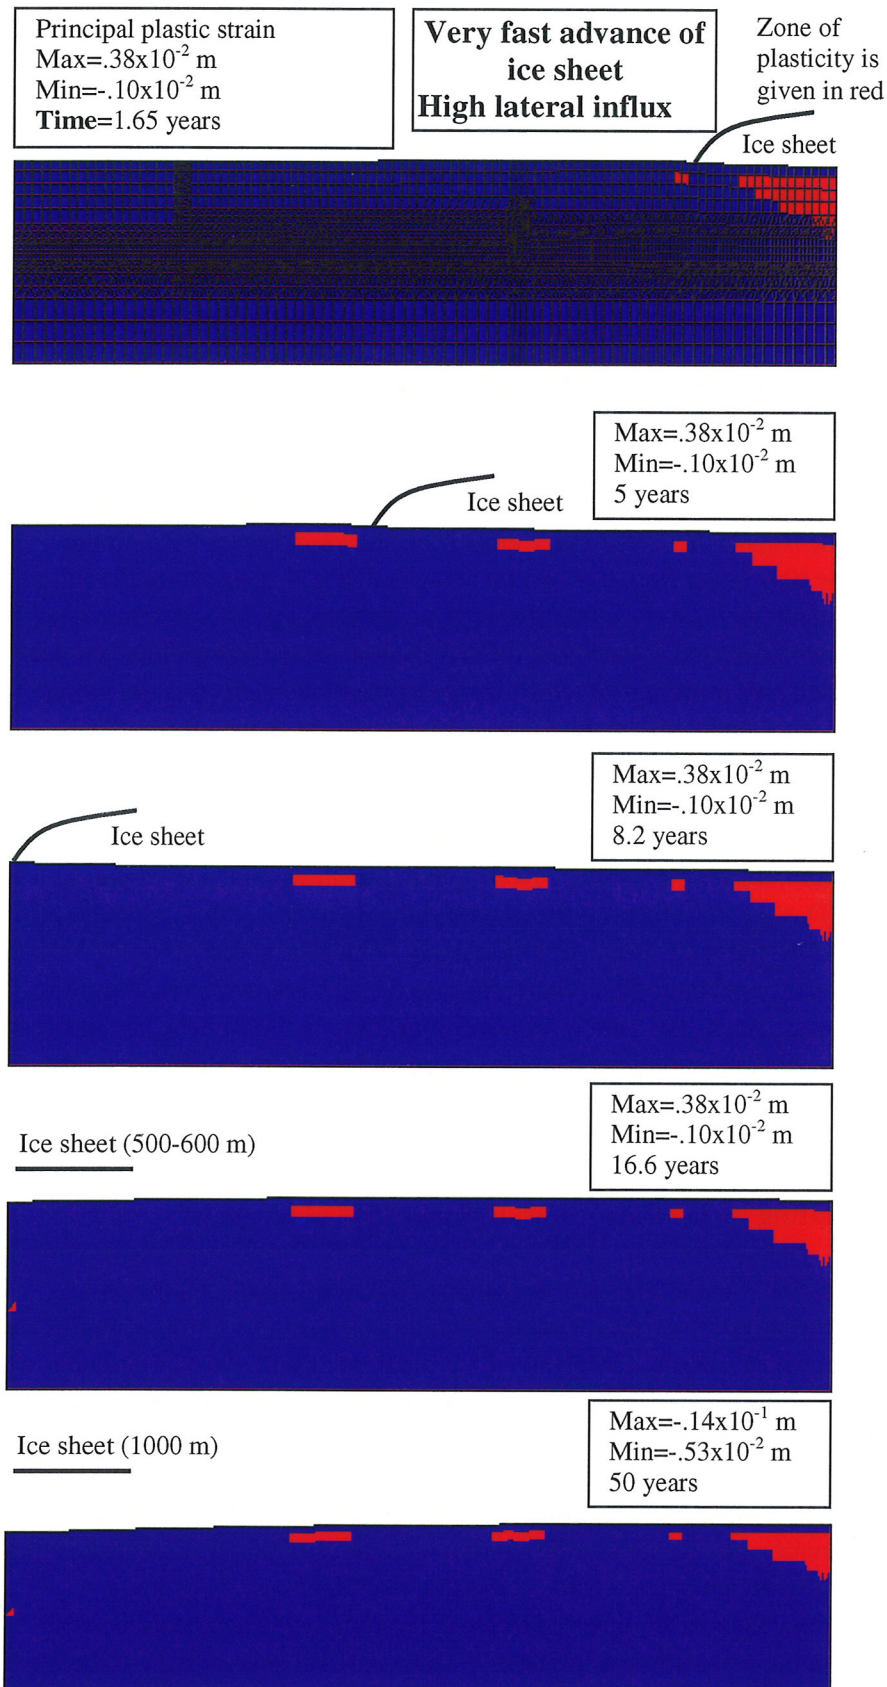 Principal plastic strain
Max=.38x10⁻² m
Min=-.10x10⁻² m
Time=1.65 years
Very fast advance of
ice sheet
High lateral influx
Zone of
plasticity is
given in red
Ice sheet
Max=.38x10⁻² m
Min=-.10x10⁻² m
5 years
Ice sheet
Max=.38x10⁻² m
Min=-.10x10⁻² m
8.2 years
Ice sheet
Max=.38x10⁻² m
Min=-.10x10⁻² m
16.6 years
Ice sheet (500-600 m)
Max=-.14x10⁻¹ m
Min=-.53x10⁻² m
50 years
Ice sheet (1000 m)